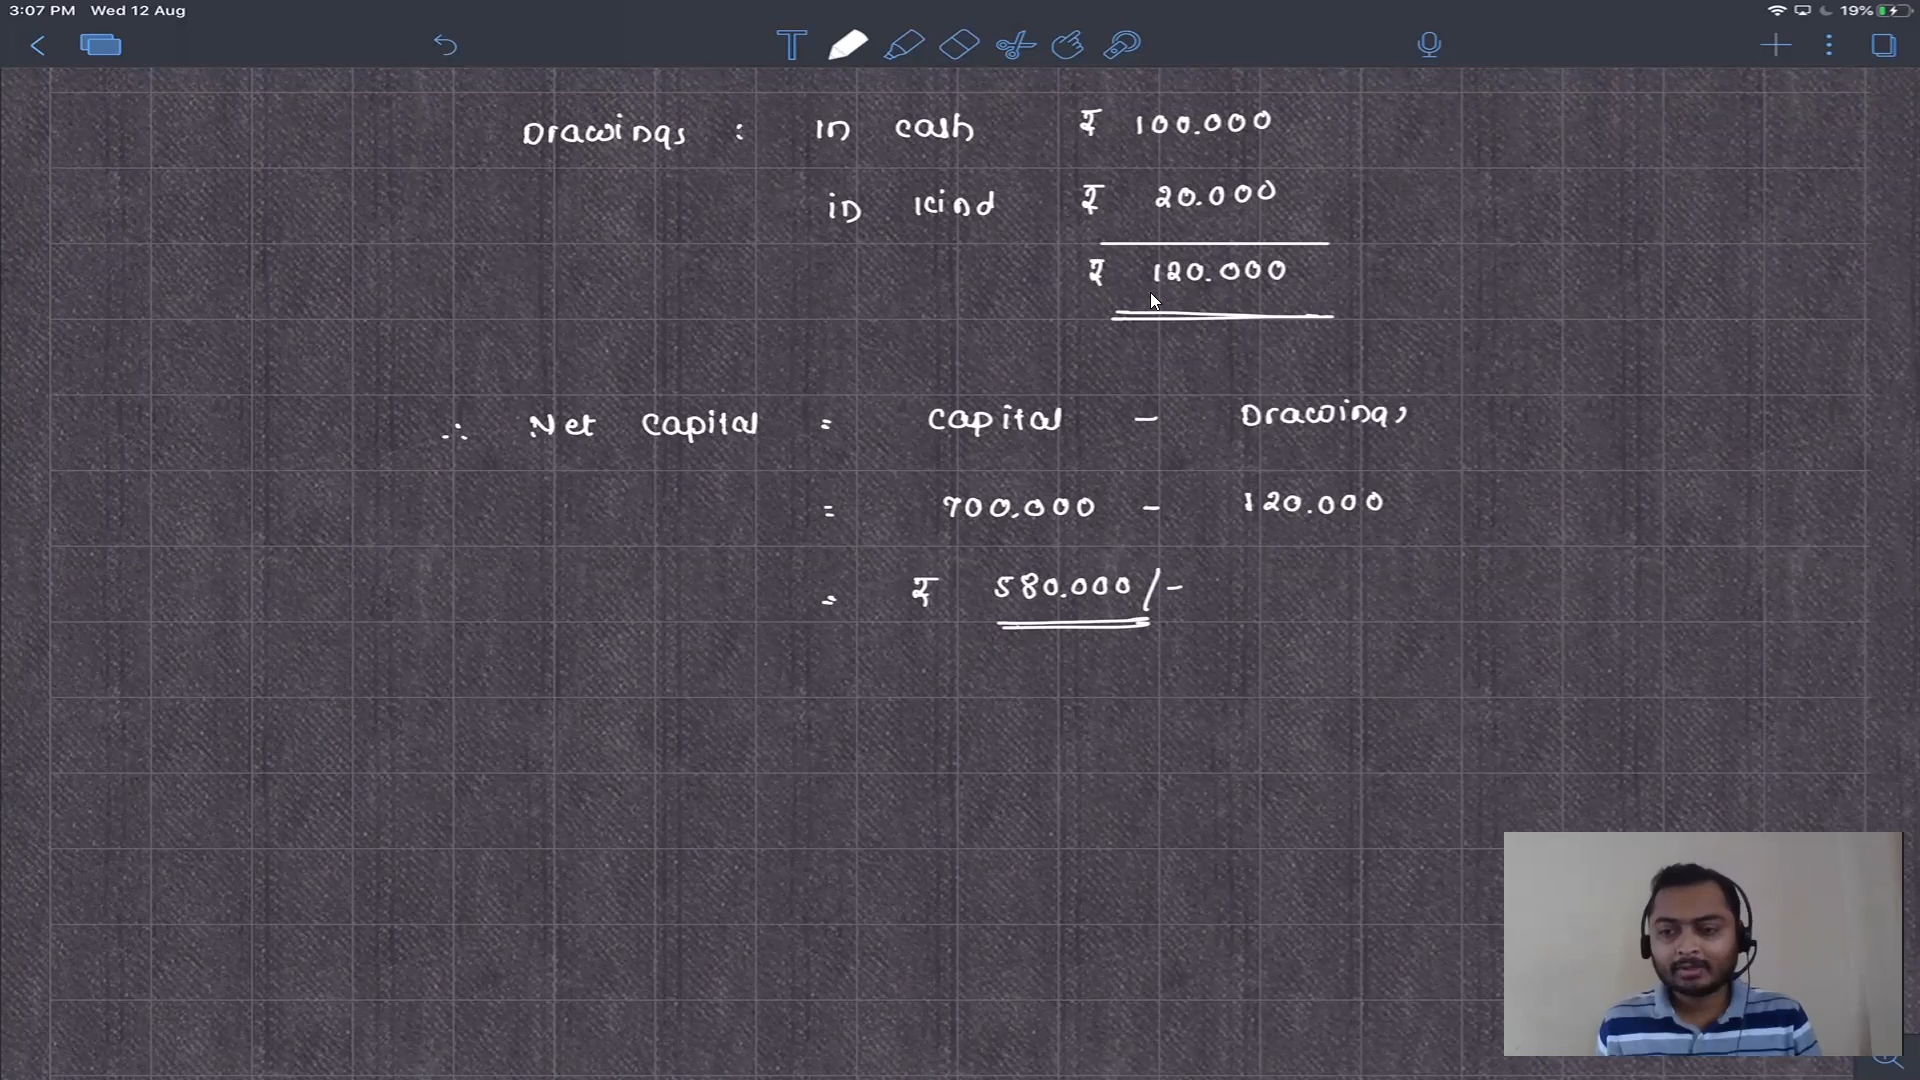 3:07 PM Wed 12 Aug 19%
T
Drawings : in cash ₹ 100.000
in kind ₹ 20.000
₹ 120.000
∴ Net Capital = Capital - Drawings
= 700.000 - 120.000
= ₹ 580.000/-